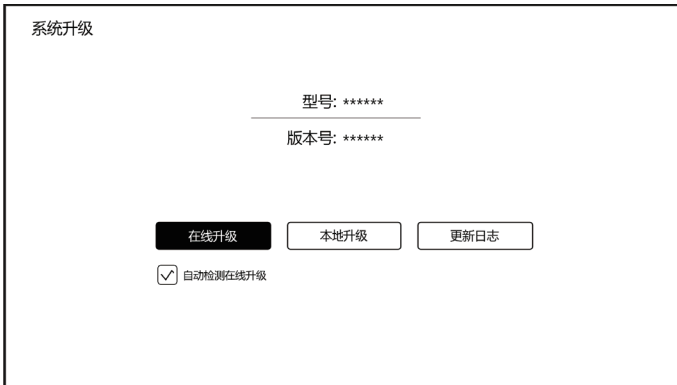 系统升级
型号: ******
版本号: ******
在线升级 本地升级 更新日志
自动检测在线升级